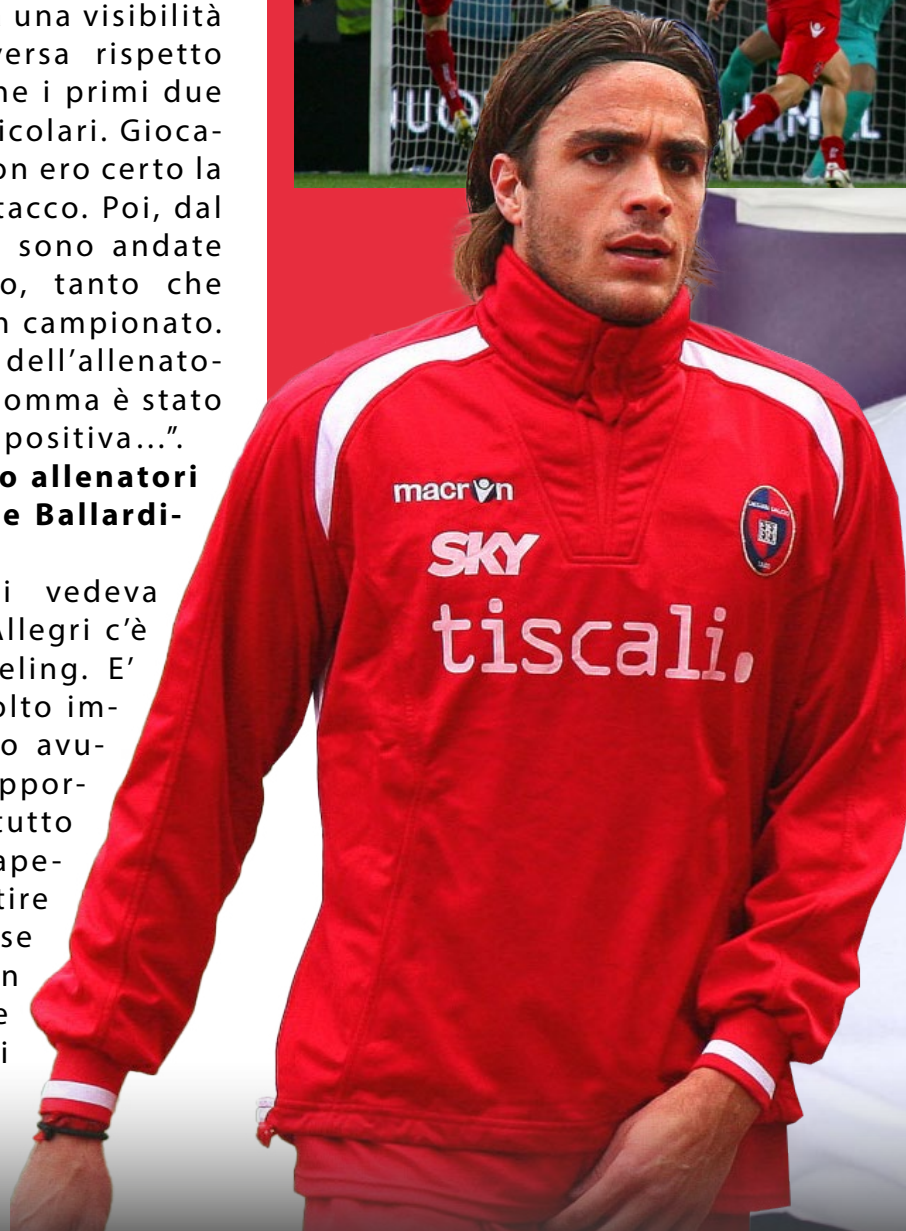 una visibilità
versa rispetto
he i primi due
icolari. Gioca-
on ero certo la
tacco. Poi, dal
sono andate
o, tanto che
n campionato.
dell’allenato-
omma è stato
positiva...”.
o allenatori
e Ballardi-
i vedeva
Allegri c’è
eling. E’
olto im-
o avu-
ppor-
tutto
ape-
tire
se
n
e
i
macron
SKY
tiscali.